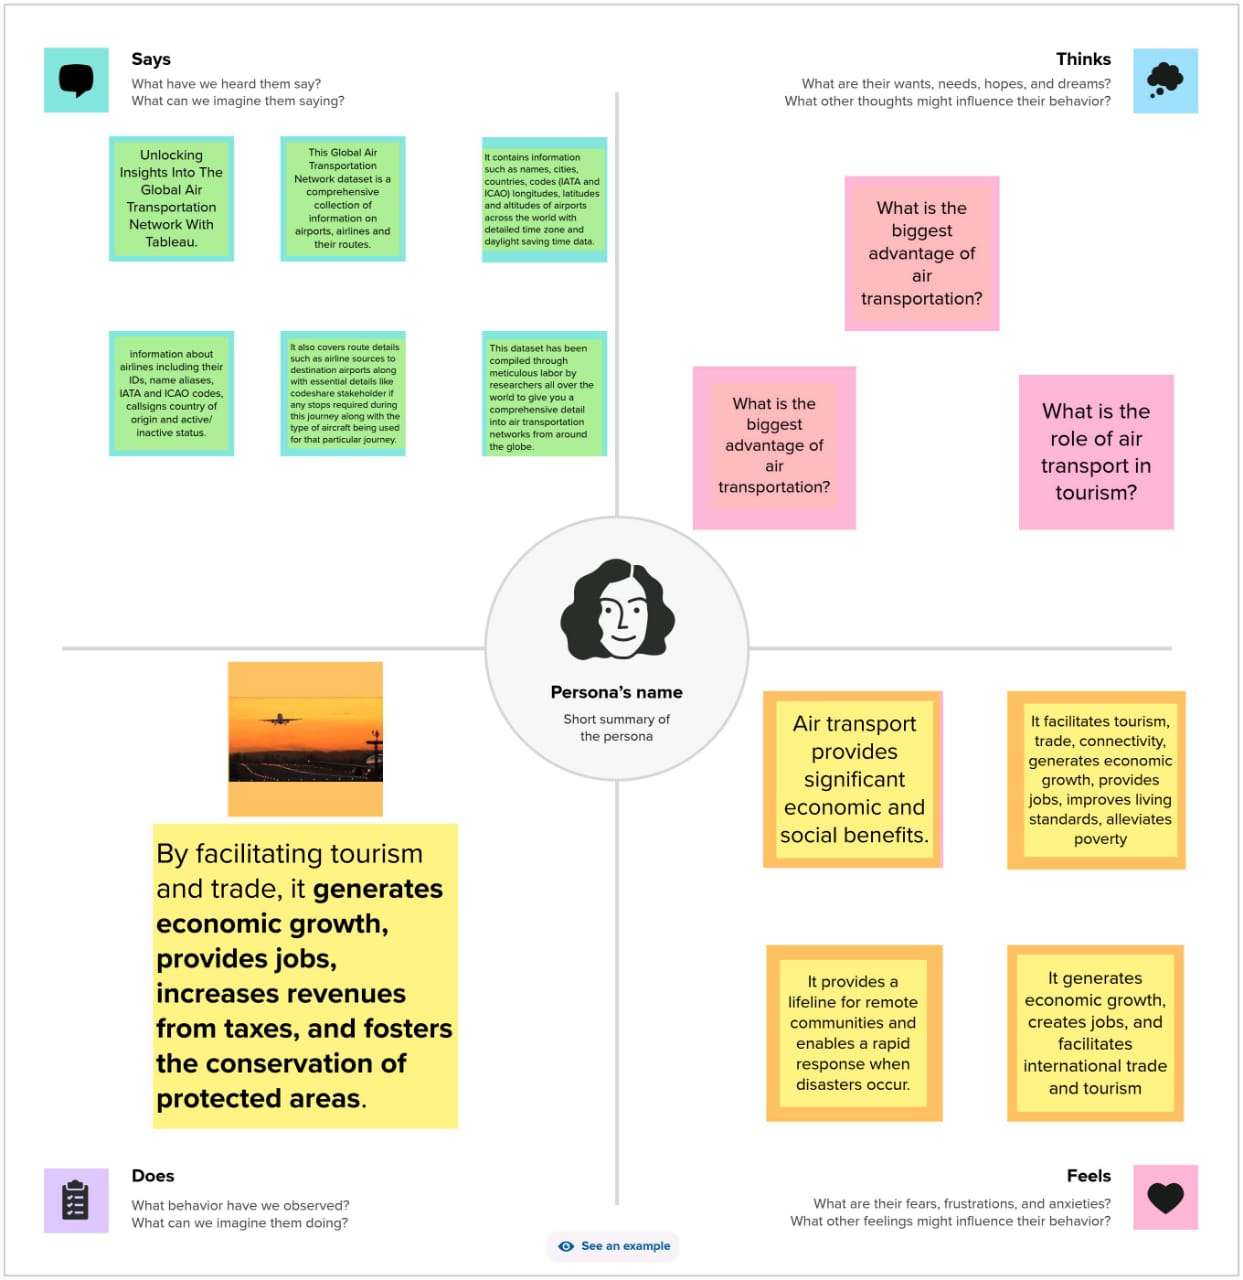 Says
What have we heard them say?
What can we imagine them saying?
Thinks
What are their wants, needs, hopes, and dreams?
What other thoughts might influence their behavior?
Unlocking
Insights Into The
Global Air
Transportation
Network With
Tableau.
This Global Air
Transportation
Network dataset is a
comprehensive
collection of
information on
airports, airlines and
their routes.
It contains information
such as names, cities,
countries, codes (IATA and
ICAO) longitudes, latitudes
and altitudes of airports
across the world with
detailed time zone and
daylight saving time data.
information about
airlines including their
IDs, name aliases,
IATA and ICAO codes,
callsigns country of
origin and active/
inactive status.
It also covers route details
such as airline sources to
destination airports along
with essential details like
codeshare stakeholder if
any stops required during
this journey along with the
type of aircraft being used
for that particular journey.
This dataset has been
compiled through
meticulous labor by
researchers all over the
world to give you a
comprehensive detail
into air transportation
networks from around
the globe.
What is the
biggest
advantage of
air
transportation?
What is the
biggest
advantage of
air
transportation?
What is the
role of air
transport in
tourism?
Persona's name
Short summary of
the persona
By facilitating tourism
and trade, it generates
economic growth,
provides jobs,
increases revenues
from taxes, and fosters
the conservation of
protected areas.
Air transport
provides
significant
economic and
social benefits.
It facilitates tourism,
trade, connectivity,
generates economic
growth, provides
jobs, improves living
standards, alleviates
poverty
It provides a
lifeline for remote
communities and
enables a rapid
response when
disasters occur.
It generates
economic growth,
creates jobs, and
facilitates
international trade
and tourism
Does
What behavior have we observed?
What can we imagine them doing?
Feels
What are their fears, frustrations, and anxieties?
What other feelings might influence their behavior?
See an example